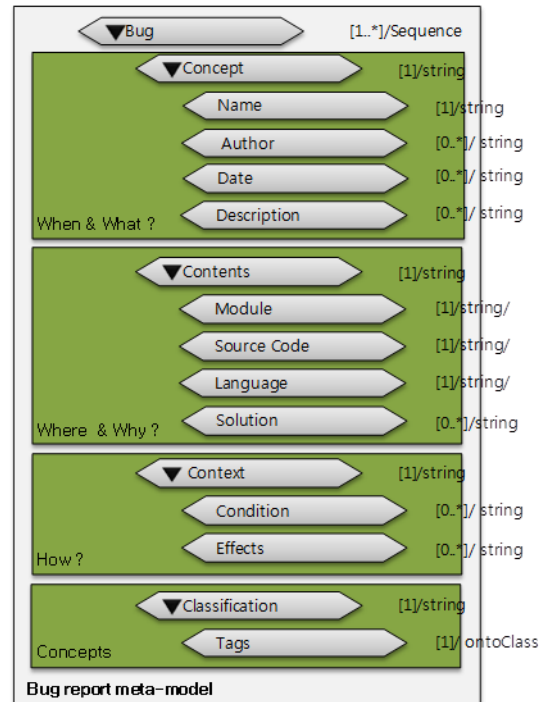 ▼Bug [1..*]/Sequence
▼Concept [1]/string
Name [1]/string
Author [0..*]/ string
Date [0..*]/ string
Description [0..*]/ string
When & What ?
▼Contents [1]/string
Module [1]/string/
Source Code [1]/string/
Language [1]/string/
Solution [0..*]/string
Where & Why ?
▼ Context [1]/string
Condition [0..*]/ string
Effects [0..*]/ string
How ?
▼Classification [1]/string
Tags [1]/ ontoClass
Concepts
Bug report meta-model